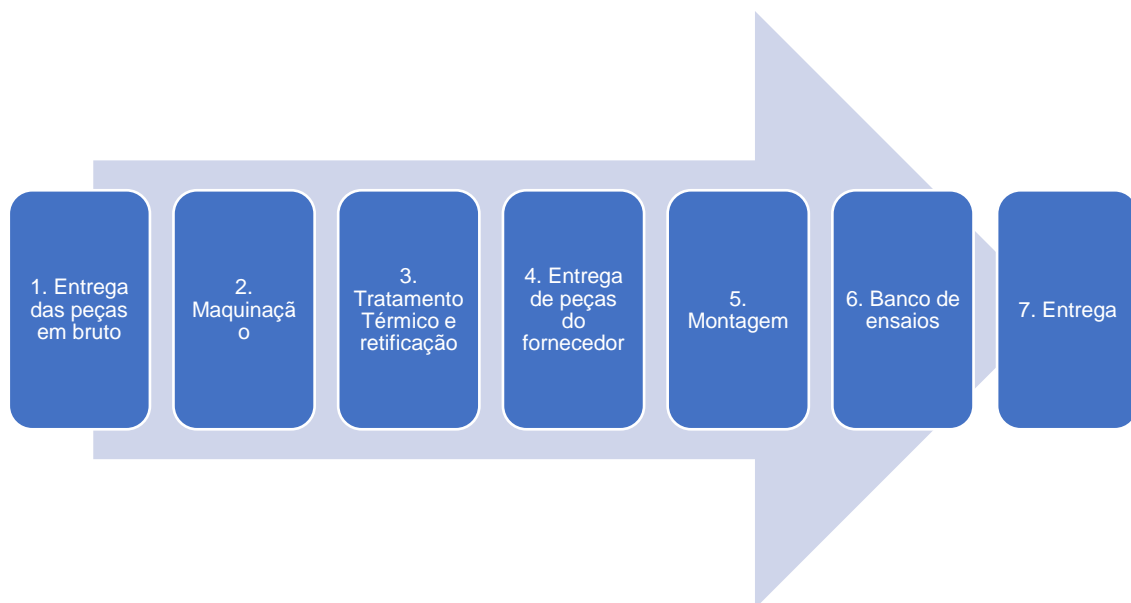 1. Entrega
das peças
em bruto
2.
Maquinaçã
o
3.
Tratamento
Térmico e
retificação
4. Entrega
de peças
do
fornecedor
5.
Montagem
6. Banco de
ensaios
7. Entrega